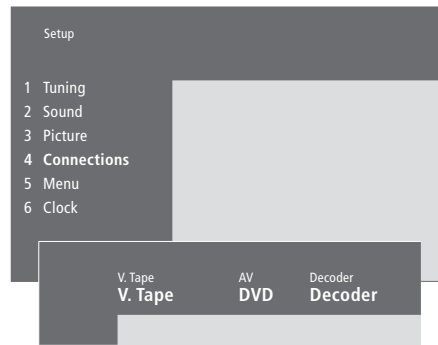 Setup
1 Tuning
2 Sound
3 Picture
4 Connections
5 Menu
6 Clock
V. Tape AV Decoder
V. Tape DVD Decoder